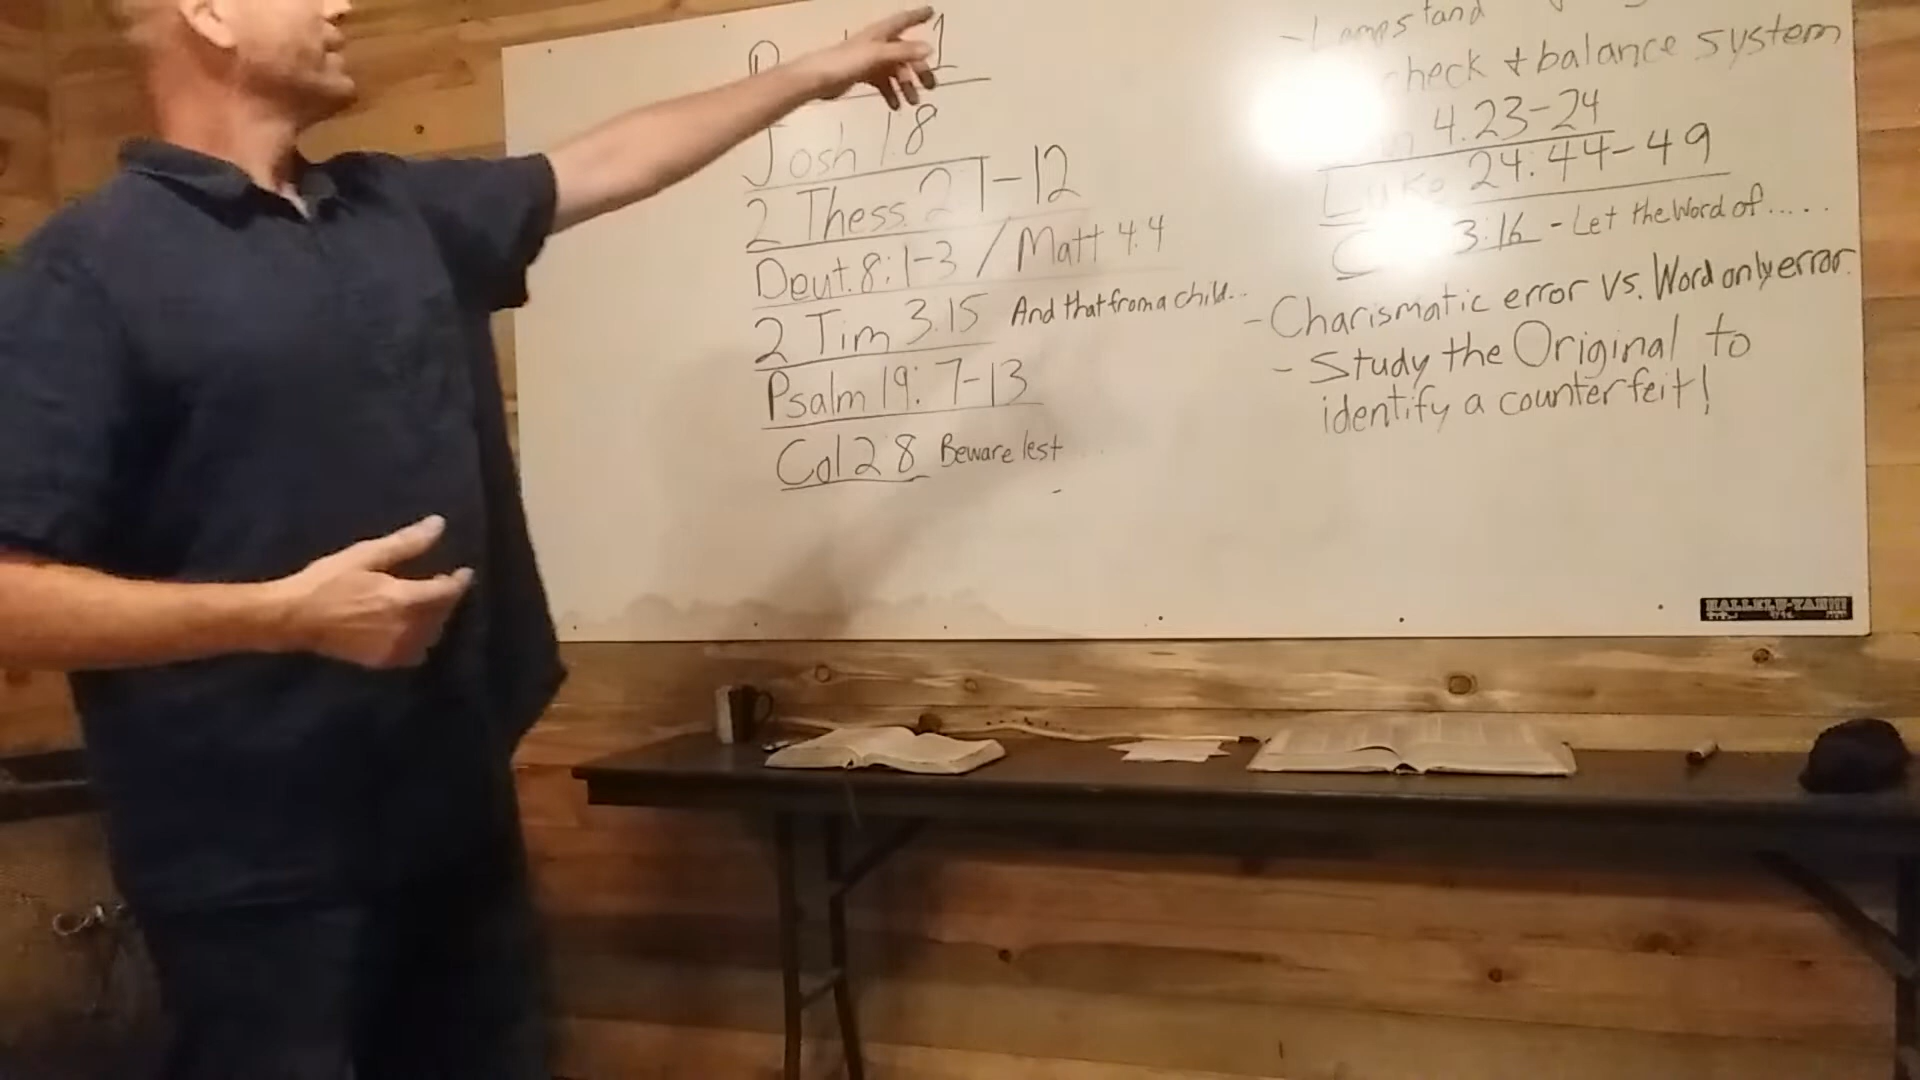 1
Josh 1.8
2 Thess. 2 7-12
Deut. 8:1-3 / Matt 4.4
2 Tim 3.15 And that from a child...
Psalm 19: 7-13
Col 2 8 Beware lest
- Lampstand
check + balance system
4.23-24
Luke 24:44-49
3:16 - Let the Word of.....
- Charismatic error vs. Word only error.
- Study the Original to
identify a counterfeit!
HALLELU-YAH!!!